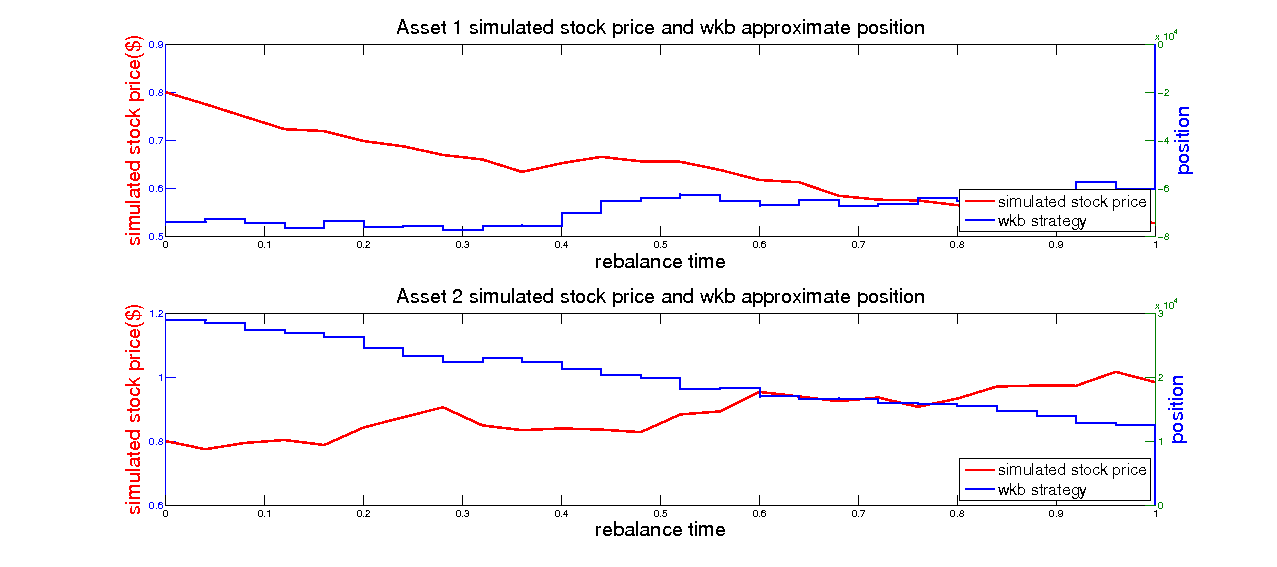 Asset 1 simulated stock price and wkb approximate position
x 10^4
0.9
0.8
0.7
0.6
0.5
simulated stock price($)
0
-2
-4
-6
-8
position
simulated stock price
wkb strategy
0 0.1 0.2 0.3 0.4 0.5 0.6 0.7 0.8 0.9 1
rebalance time
Asset 2 simulated stock price and wkb approximate position
x 10^4
1.2
1
0.8
0.6
simulated stock price($)
3
2
1
0
position
simulated stock price
wkb strategy
0 0.1 0.2 0.3 0.4 0.5 0.6 0.7 0.8 0.9 1
rebalance time